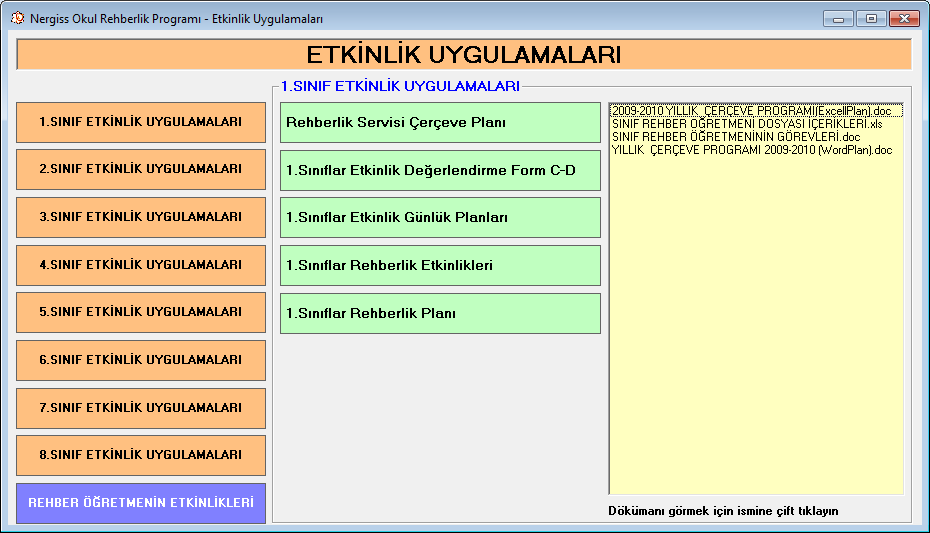 Nergiss Okul Rehberlik Programı - Etkinlik Uygulamaları
ETKİNLİK UYGULAMALARI
1.SINIF ETKİNLİK UYGULAMALARI
2.SINIF ETKİNLİK UYGULAMALARI
3.SINIF ETKİNLİK UYGULAMALARI
4.SINIF ETKİNLİK UYGULAMALARI
5.SINIF ETKİNLİK UYGULAMALARI
6.SINIF ETKİNLİK UYGULAMALARI
7.SINIF ETKİNLİK UYGULAMALARI
8.SINIF ETKİNLİK UYGULAMALARI
REHBER ÖĞRETMENİN ETKİNLİKLERİ
1.SINIF ETKİNLİK UYGULAMALARI
Rehberlik Servisi Çerçeve Planı
1.Sınıflar Etkinlik Değerlendirme Form C-D
1.Sınıflar Etkinlik Günlük Planları
1.Sınıflar Rehberlik Etkinlikleri
1.Sınıflar Rehberlik Planı
2009-2010 YILLIK ÇERÇEVE PROGRAMI(ExcellPlan).doc
SINIF REHBER ÖĞRETMENİ DOSYASI İÇERİKLERİ.xls
SINIF REHBER ÖĞRETMENİNİN GÖREVLERİ.doc
YILLIK ÇERÇEVE PROGRAMI 2009-2010 (WordPlan).doc
Dökümanı görmek için ismine çift tıklayın